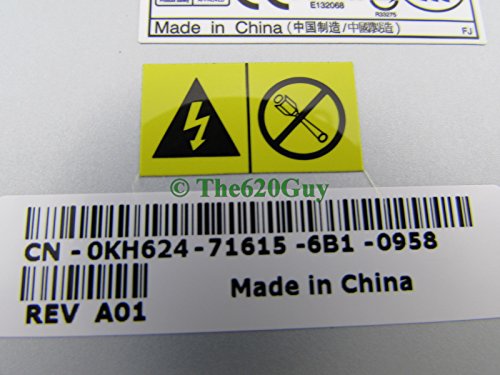 E132068
R33275
Made in China (中国制造/中國製造)
FJ
© The620Guy
CN - 0KH624 - 71615 - 6B1 - 0958
REV A01
Made in China